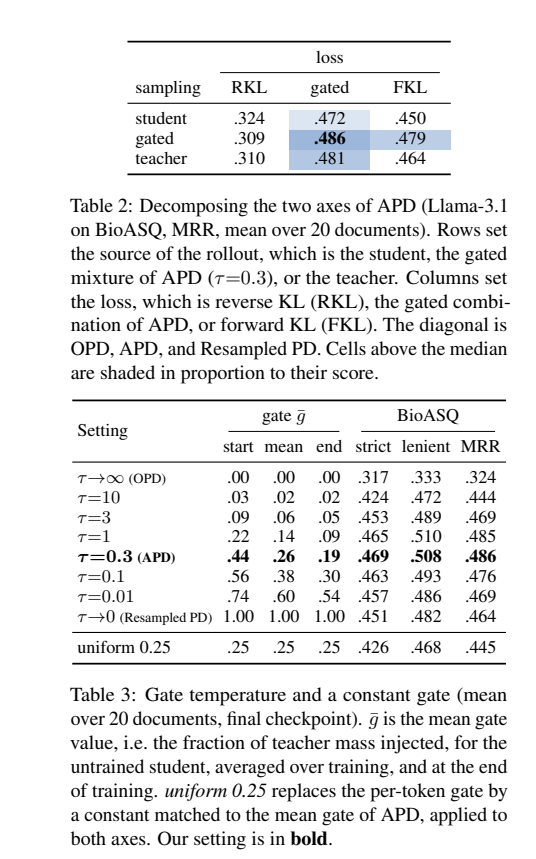 loss
sampling RKL gated FKL
student .324 .472 .450
gated .309 .486 .479
teacher .310 .481 .464
Table 2: Decomposing the two axes of APD (Llama-3.1
on BioASQ, MRR, mean over 20 documents). Rows set
the source of the rollout, which is the student, the gated
mixture of APD (τ=0.3), or the teacher. Columns set
the loss, which is reverse KL (RKL), the gated combi-
nation of APD, or forward KL (FKL). The diagonal is
OPD, APD, and Resampled PD. Cells above the median
are shaded in proportion to their score.
Setting gate ḡ BioASQ
start mean end strict lenient MRR
τ→∞ (OPD) .00 .00 .00 .317 .333 .324
τ=10 .03 .02 .02 .424 .472 .444
τ=3 .09 .06 .05 .453 .489 .469
τ=1 .22 .14 .09 .465 .510 .485
τ=0.3 (APD) .44 .26 .19 .469 .508 .486
τ=0.1 .56 .38 .30 .463 .493 .476
τ=0.01 .74 .60 .54 .457 .486 .469
τ→0 (Resampled PD) 1.00 1.00 1.00 .451 .482 .464
uniform 0.25 .25 .25 .25 .426 .468 .445
Table 3: Gate temperature and a constant gate (mean
over 20 documents, final checkpoint). ḡ is the mean gate
value, i.e. the fraction of teacher mass injected, for the
untrained student, averaged over training, and at the end
of training. uniform 0.25 replaces the per-token gate by
a constant matched to the mean gate of APD, applied to
both axes. Our setting is in bold.